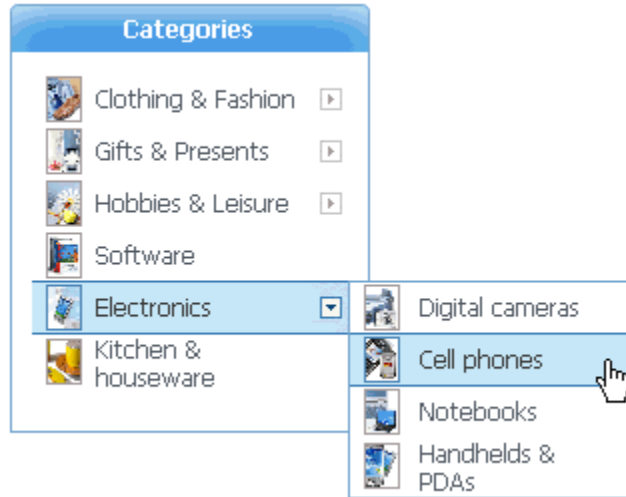 Categories
Clothing & Fashion
Gifts & Presents
Hobbies & Leisure
Software
Electronics
Kitchen &
houseware
Digital cameras
Cell phones
Notebooks
Handhelds &
PDAs